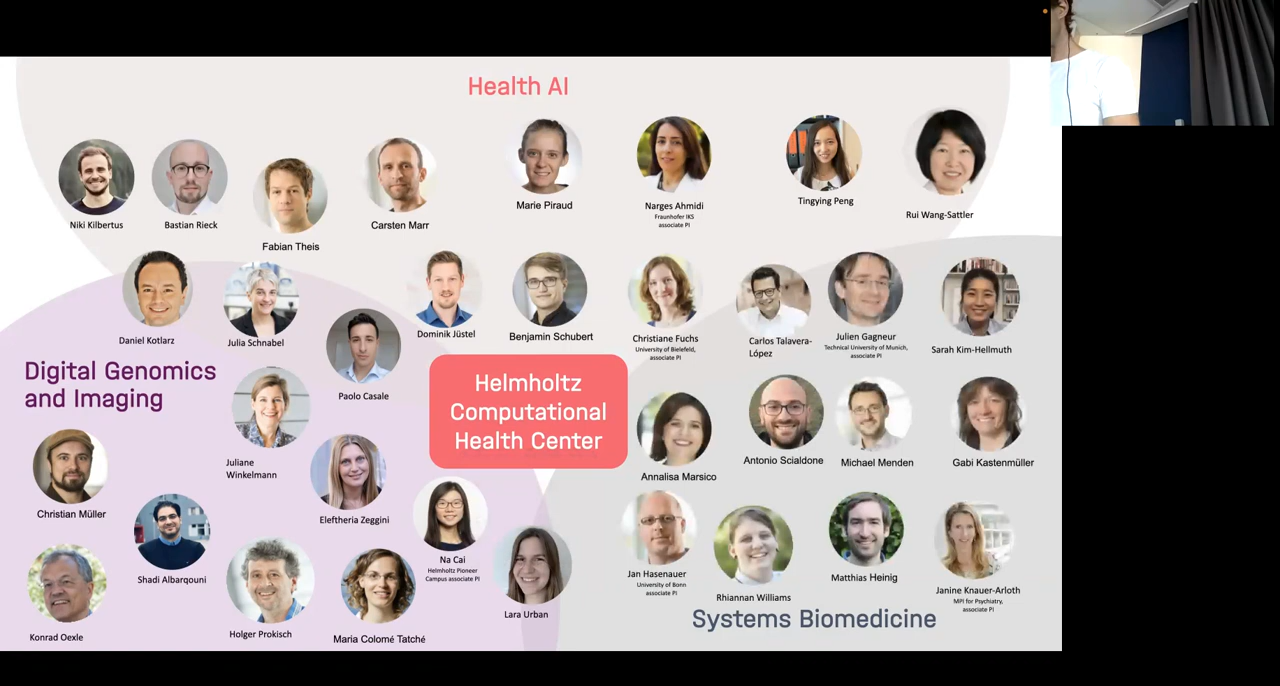 Health AI
Niki Kilbertus
Bastian Rieck
Fabian Theis
Carsten Marr
Marie Piraud
Narges Ahmidi
Fraunhofer IKS
associate PI
Tingying Peng
Rui Wang-Sattler
Daniel Kotlarz
Julia Schnabel
Paolo Casale
Dominik Jüstel
Benjamin Schubert
Christiane Fuchs
University of Bielefeld,
associate PI
Carlos Talavera-
López
Julien Gagneur
Technical University of Munich,
associate PI
Sarah Kim-Hellmuth
Digital Genomics
and Imaging
Helmholtz
Computational
Health Center
Juliane
Winkelmann
Eleftheria Zeggini
Annalisa Marsico
Antonio Scialdone
Michael Menden
Gabi Kastenmüller
Christian Müller
Shadi Albarqouni
Na Cai
Helmholtz Pioneer
Campus associate PI
Lara Urban
Jan Hasenauer
University of Bonn
associate PI
Rhiannan Williams
Matthias Heinig
Janine Knauer-Arloth
MPI for Psychiatry,
associate PI
Konrad Oexle
Holger Prokisch
Maria Colomé Tatché
Systems Biomedicine